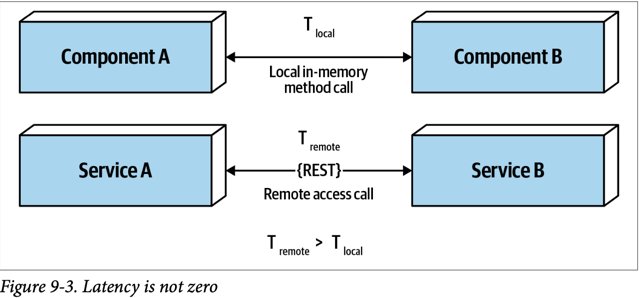 T local
Component A
Component B
Local in-memory
method call
T remote
Service A
{REST}
Service B
Remote access call
T remote > T local
Figure 9-3. Latency is not zero